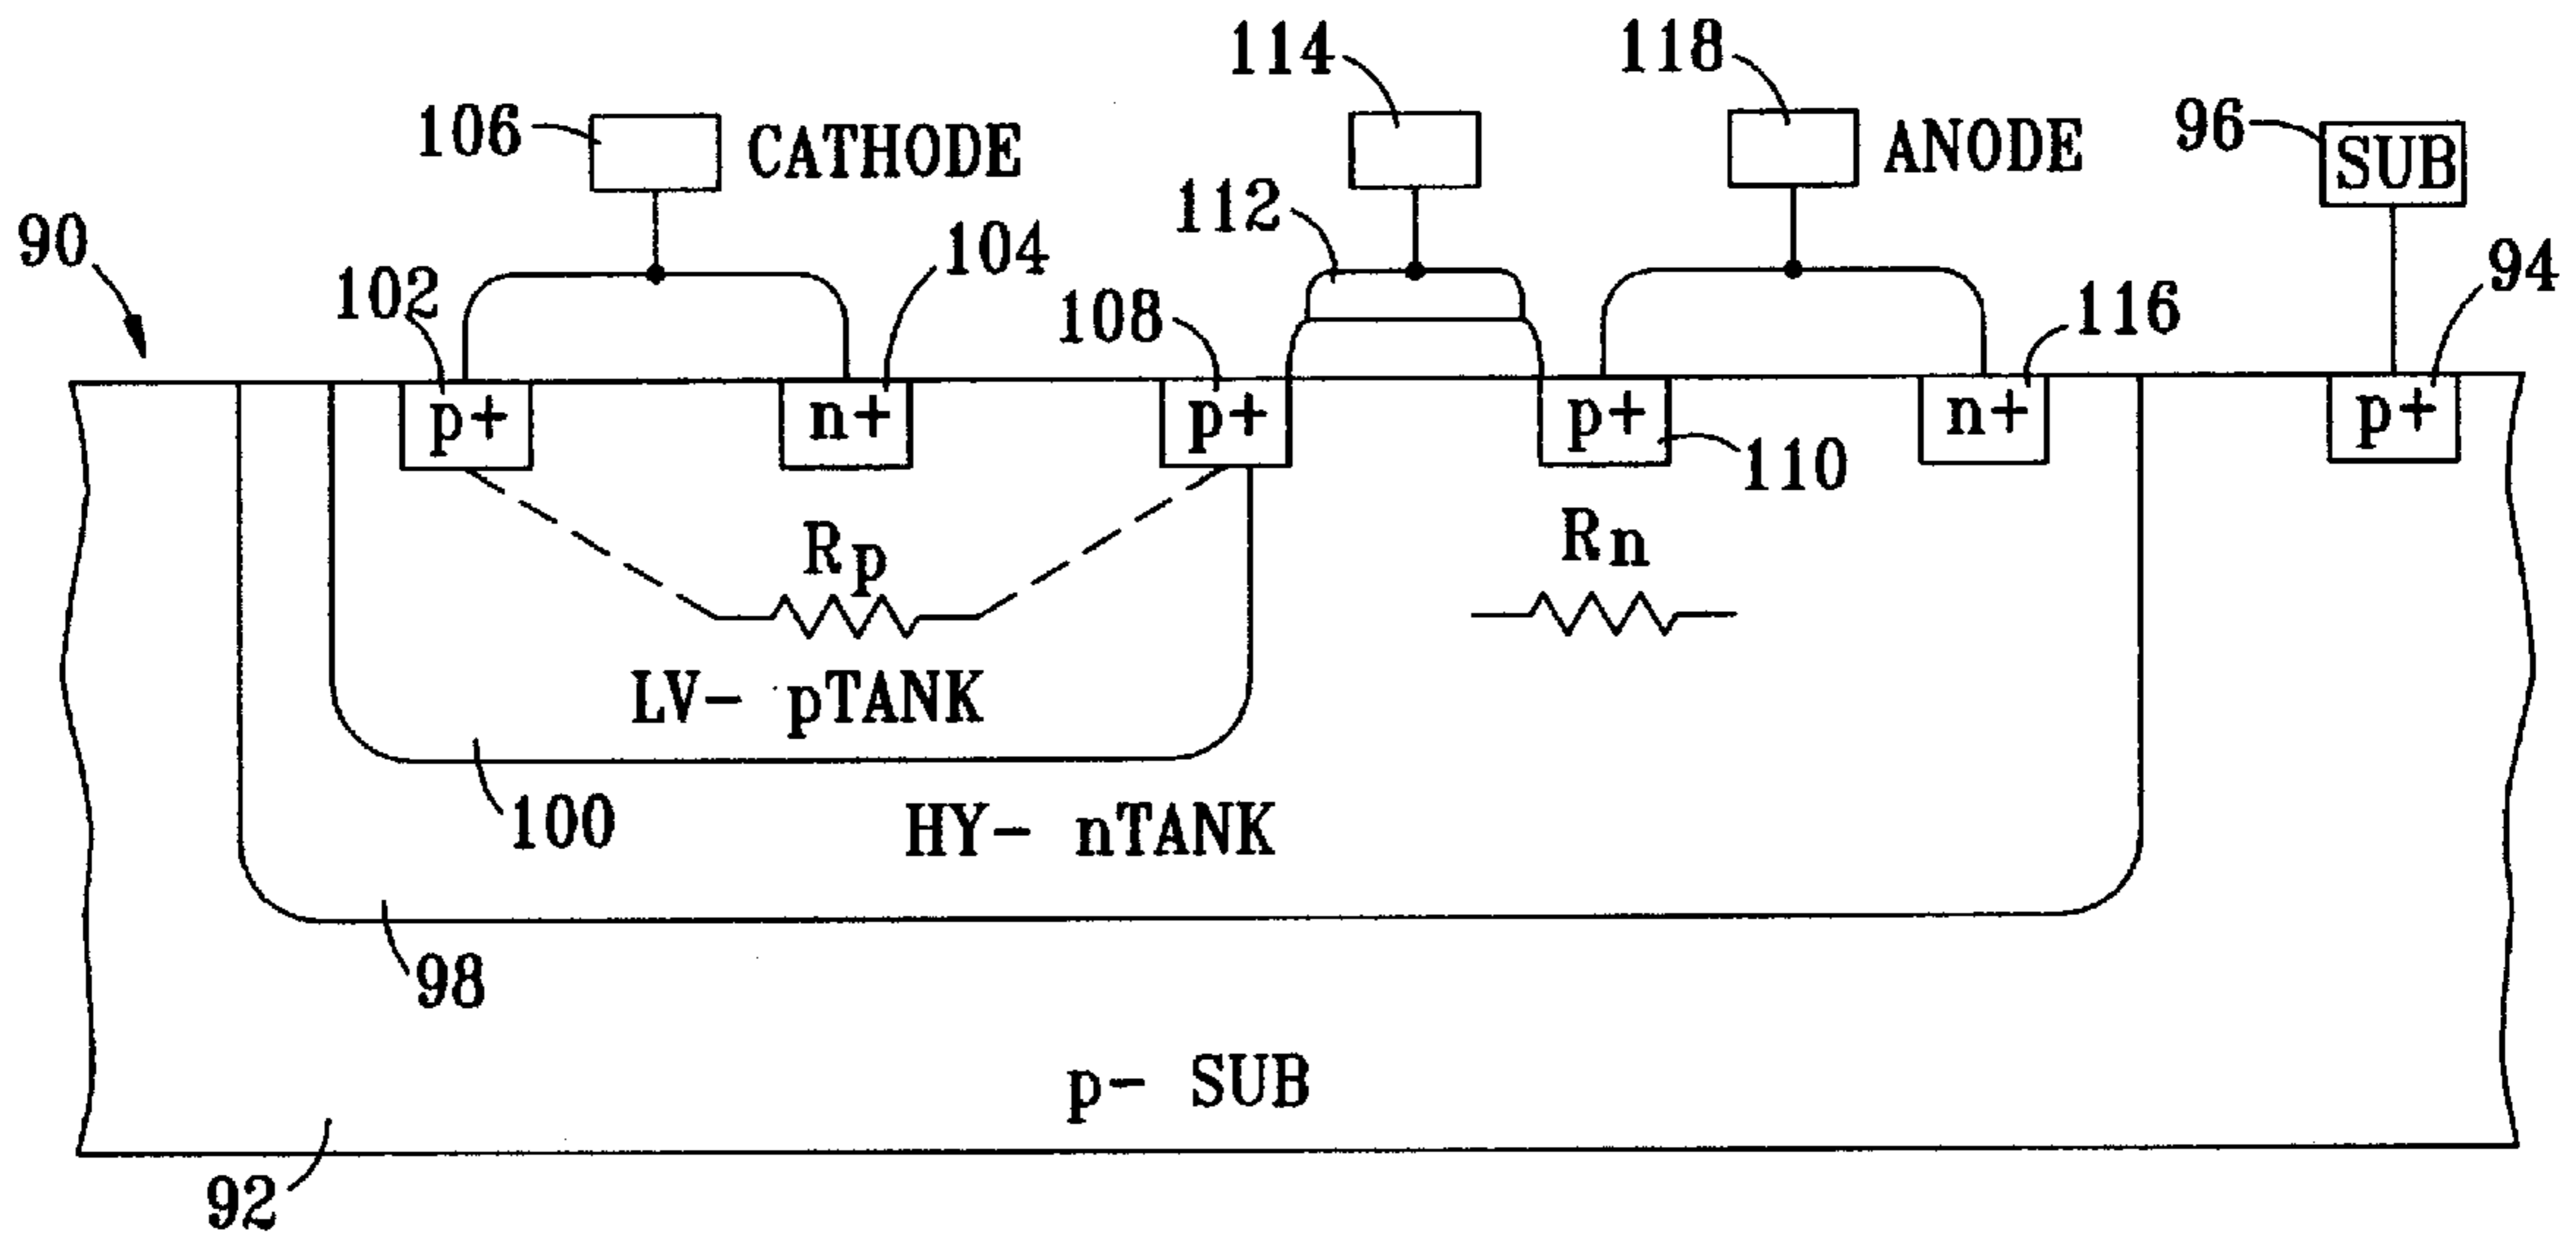 114
118
106
CATHODE
ANODE
96
SUB
112
90
104
94
102
108
116
p+
n+
p+
p+
n+
p+
110
Rp
Rn
LV- pTANK
100
HY- nTANK
98
p- SUB
92